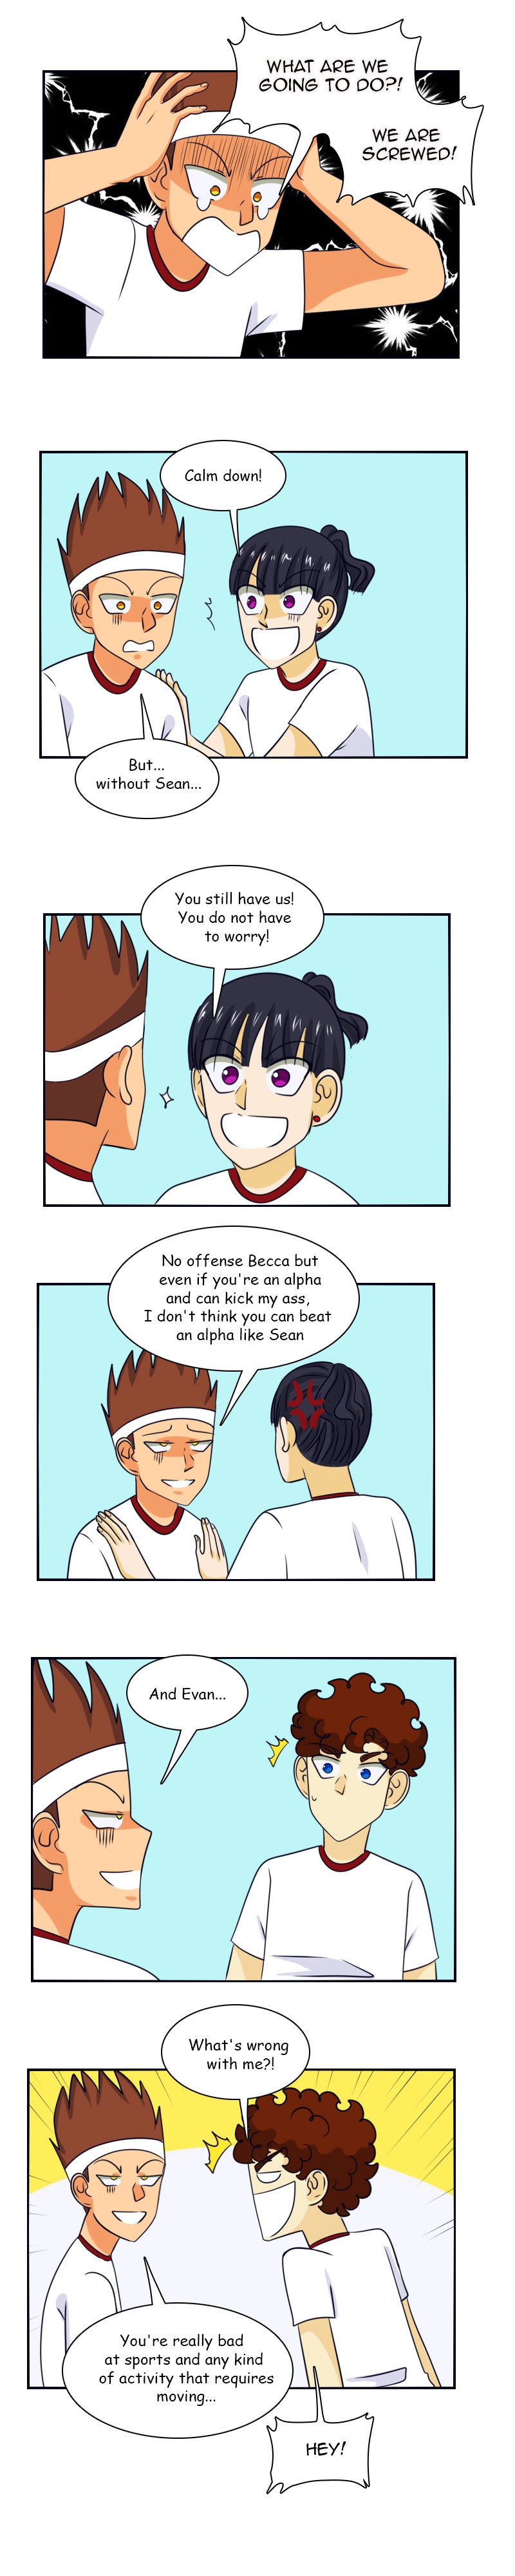 WHAT ARE WE
GOING TO DO?!
WE ARE
SCREWED!
Calm down!
But...
without Sean...
You still have us!
You do not have
to worry!
No offense Becca but
even if you're an alpha
and can kick my ass,
I don't think you can beat
an alpha like Sean
And Evan...
What's wrong
with me?!
You're really bad
at sports and any kind
of activity that requires
moving...
HEY!